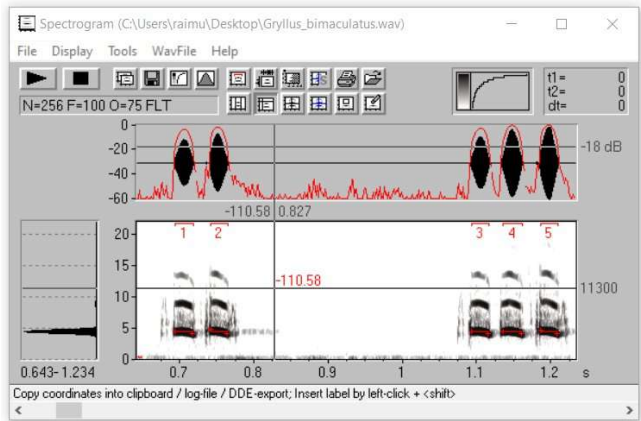 Spectrogram (C:\Users\raimu\Desktop\Gryllus_bimaculatus.wav)
File Display Tools WavFile Help
t1= 0
t2= 0
dt= 0
N=256 F=100 O=75 FLT
0
-20
-40
-60
-18 dB
-110.58 0.827
20
15
10
5
0
1 2 3 4 5
-110.58
11300
0.643- 1.234
0.7 0.8 0.9 1 1.1 1.2 s
Copy coordinates into clipboard / log-file / DDE-export; Insert label by left-click + <shift>